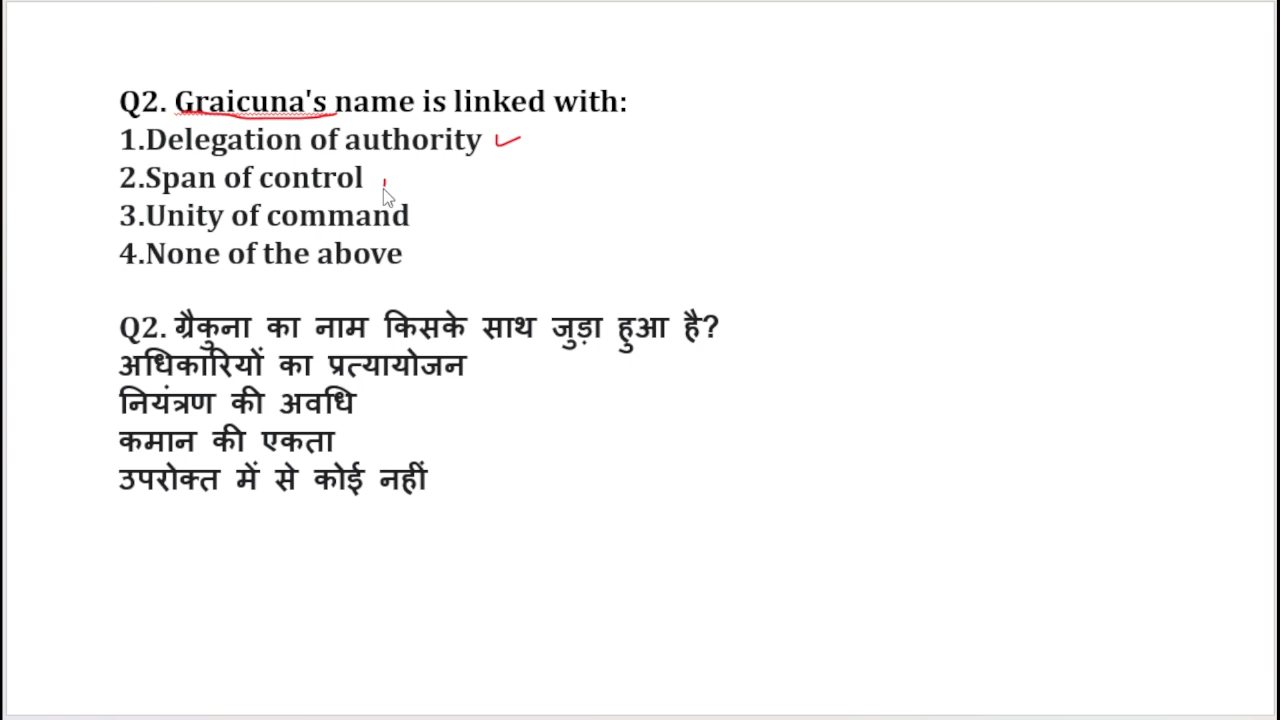 Q2. Graicuna's name is linked with:
1.Delegation of authority
2.Span of control
3.Unity of command
4.None of the above
Q2. ग्रैकुना का नाम किसके साथ जुड़ा हुआ है?
अधिकारियों का प्रत्यायोजन
नियंत्रण की अवधि
कमान की एकता
उपरोक्त में से कोई नहीं